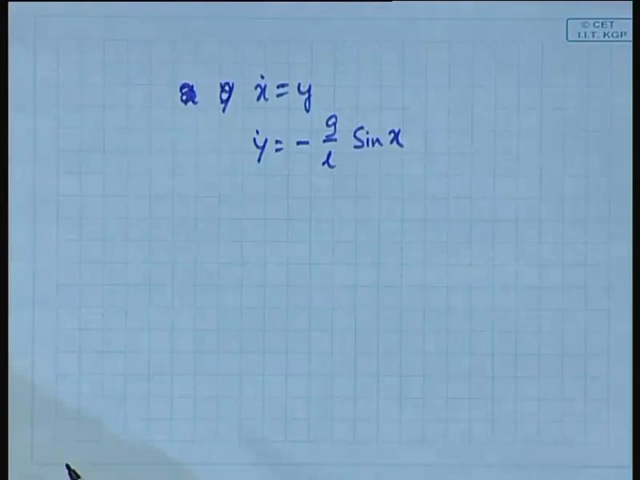 © CET
I.I.T. KGP
ẋ = y
ẏ = - g/l Sin x